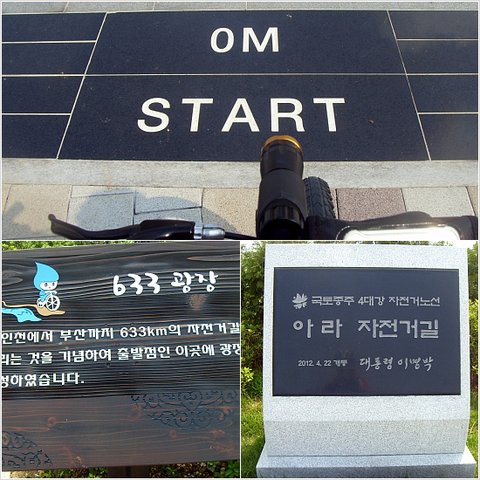 0M
START
633 광장
인천에서 부산까지 633km의 자전거길
리는 것을 기념하여 출발점인 이곳에 광장
성하였습니다.
국토종주 4대강 자전거노선
아라 자전거길
2012. 4. 22 개통 대통령 이명박